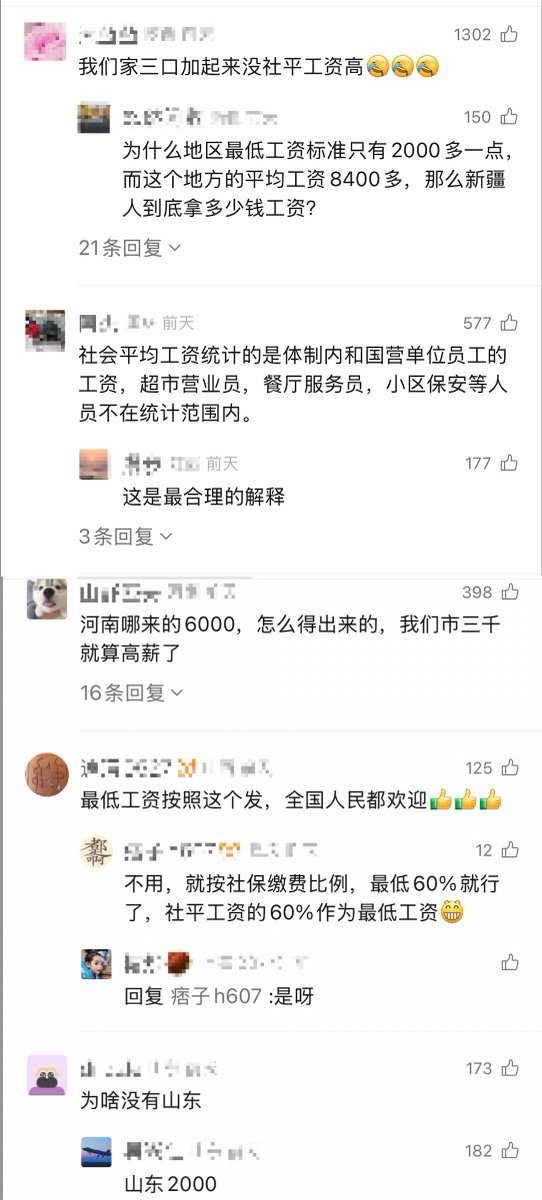 1302
我们家三口加起来没社平工资高🤣🤣🤣
150
为什么地区最低工资标准只有2000多一点，
而这个地方的平均工资8400多，那么新疆
人到底拿多少钱工资?
21条回复
前天
577
社会平均工资统计的是体制内和国营单位员工的
工资，超市营业员，餐厅服务员，小区保安等人
员不在统计范围内。
前天
177
这是最合理的解释
3条回复
398
河南哪来的6000，怎么得出来的，我们市三千
就算高薪了
16条回复
125
最低工资按照这个发，全国人民都欢迎👍👍👍
都啊
12
不用，就按社保缴费比例，最低60%就行
了，社平工资的60%作为最低工资😁
回复 痞子h607 :是呀
173
为啥没有山东
182
山东2000